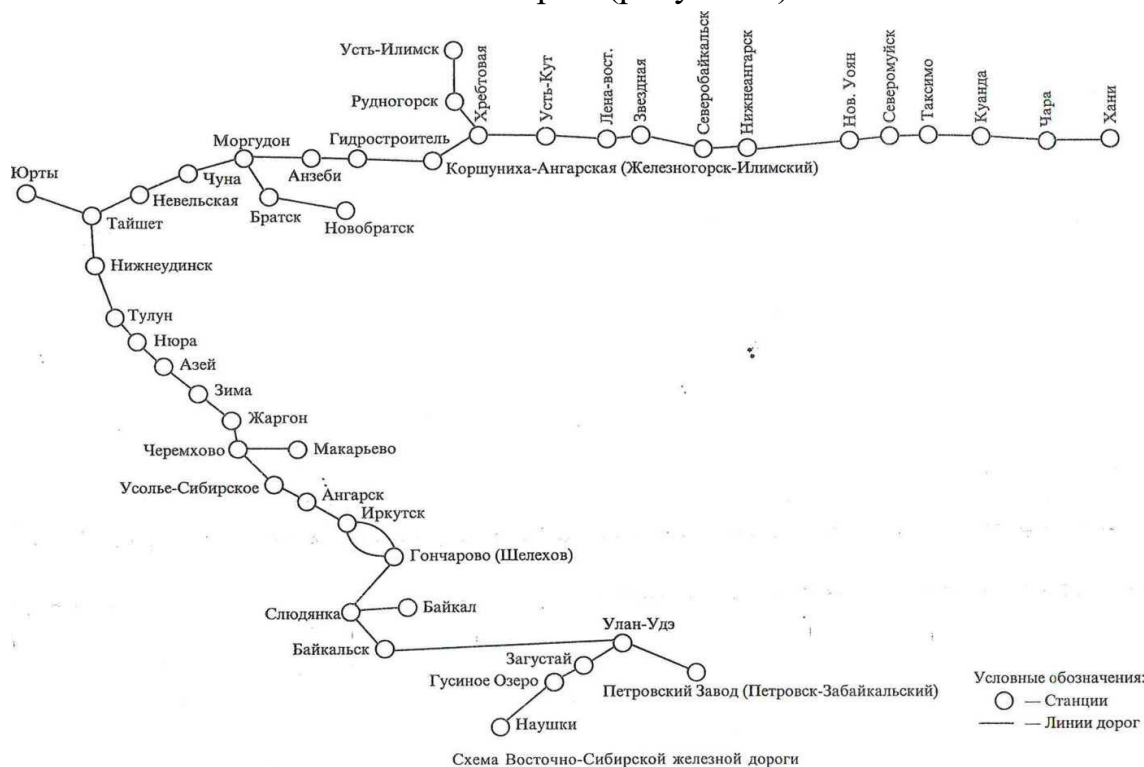 Усть-Илимск
Рудногорск
Хребтовая
Усть-Кут
Лена-вост.
Звездная
Северобайкальск
Нижнеангарск
Нов. Уоян
Северомуйск
Таксимо
Куанда
Чара
Хани
Гидростроитель
Моргудон
Анзеби
Коршуниха-Ангарская (Железногорск-Илимский)
Юрты
Чуна
Невельская
Братск
Новобратск
Тайшет
Нижнеудинск
Тулун
Нюра
Азей
Зима
Жаргон
Черемхово
Макарьево
Усолье-Сибирское
Ангарск
Иркутск
Гончарово (Шелехов)
Слюдянка
Байкал
Байкальск
Улан-Удэ
Загустай
Гусиное Озеро
Петровский Завод (Петровск-Забайкальский)
Наушки
Условные обозначения:
— Станции
— Линии дорог
Схема Восточно-Сибирской железной дороги